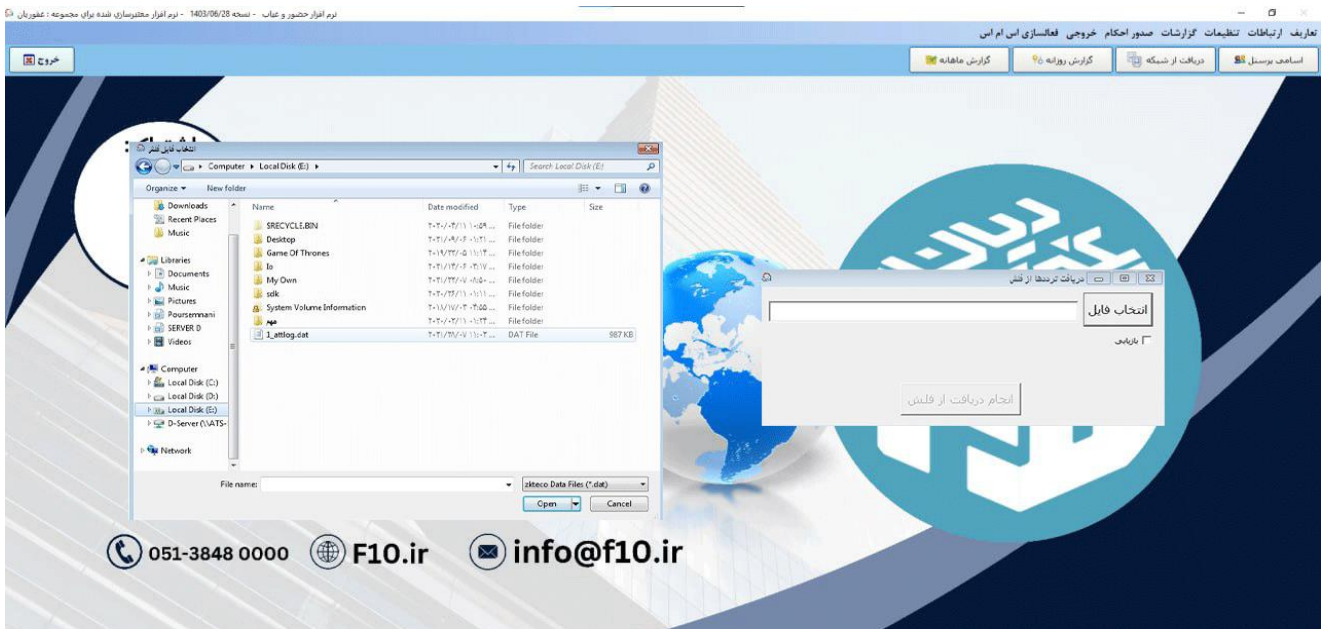 نرم افزار حضور و غیاب - نسخه 1403/06/28 - نرم افزار معتبرسازی شده برای مجموعه : غفوریان
تعاریف ارتباطات تنظیمات گزارشات صدور احکام خروجی فعالسازی اس ام اس
اسامی پرسنل
دریافت از شبکه
گزارش روزانه
گزارش ماهانه
خروج
انتخاب فایل فلش
Computer Local Disk (E:)
Search Local Disk (E:)
Organize New folder
Downloads
Recent Places
Music
Libraries
Documents
Music
Pictures
Poursemnani
SERVER D
Videos
Computer
Local Disk (C:)
Local Disk (D:)
Local Disk (E:)
D-Server (\\ATS-
Network
Name Date modified Type Size
$RECYCLE.BIN File folder
Desktop File folder
Game Of Thrones File folder
Io File folder
My Own File folder
sdk File folder
System Volume Information File folder
مهم File folder
1_attlog.dat DAT File 987 KB
File name:
zkteco Data Files (*.dat)
Open Cancel
دریافت ترددها از فلش
انتخاب فایل
بازیابی
انجام دریافت از فلش
051-3848 0000 F10.ir info@f10.ir